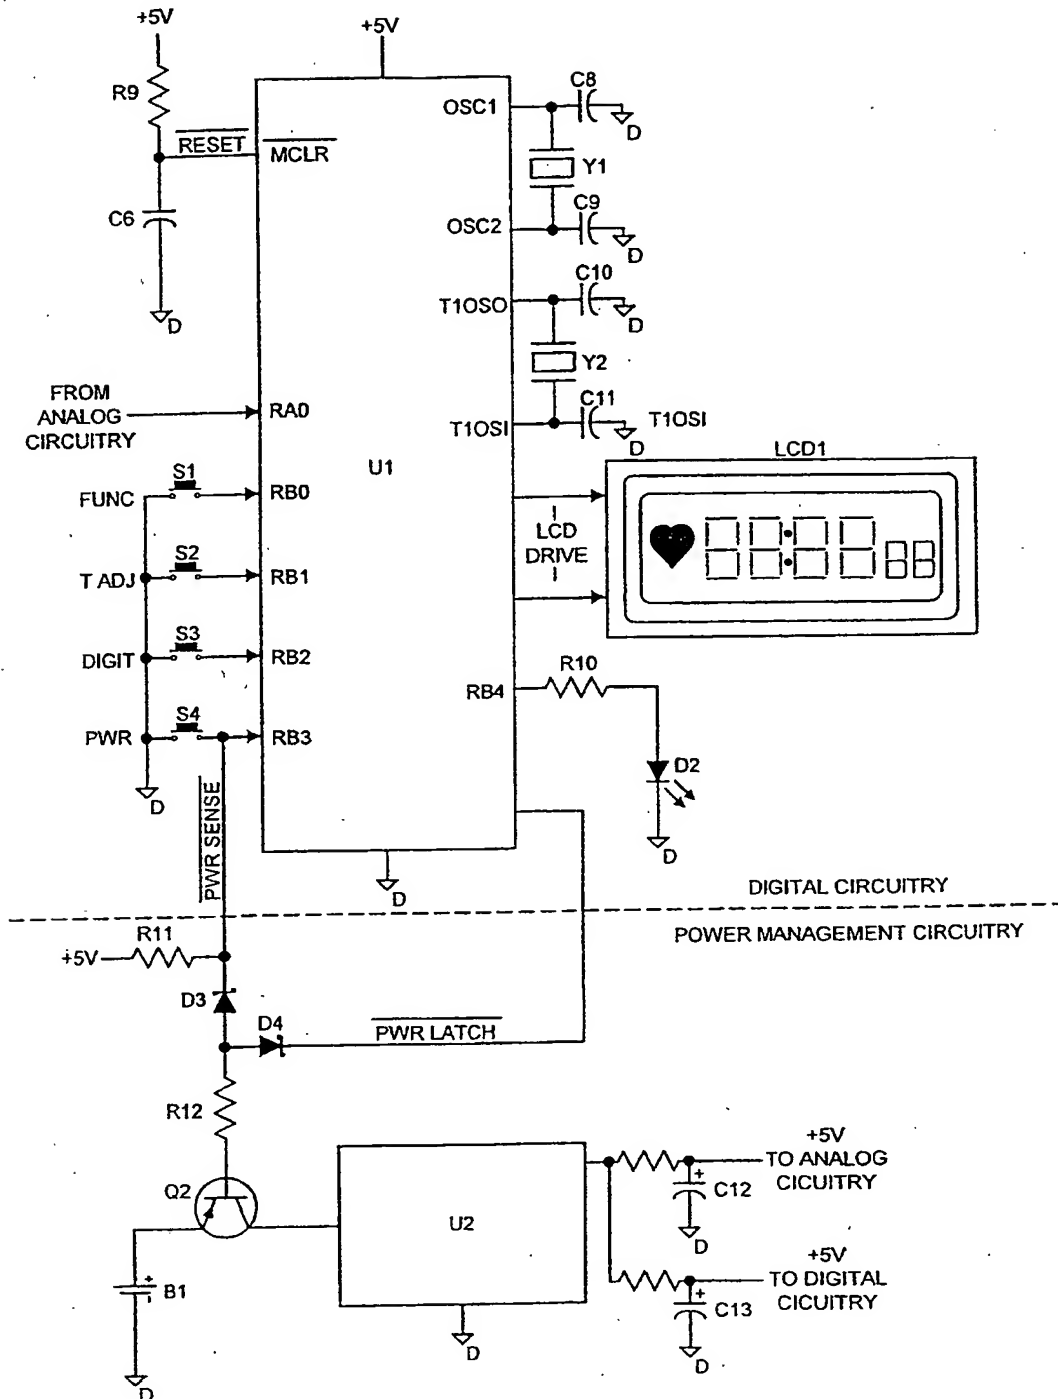 +5V
+5V
R9
RESET
MCLR
C6
D
OSC1
C8
D
Y1
OSC2
C9
D
T1OSO
C10
D
Y2
T1OSI
C11
D
T1OSI
FROM
ANALOG
CIRCUITRY
RA0
U1
FUNC
S1
RB0
T ADJ
S2
RB1
DIGIT
S3
RB2
PWR
S4
RB3
D
LCD1
LCD
DRIVE
RB4
R10
D2
D
D
PWR SENSE
DIGITAL CIRCUITRY
POWER MANAGEMENT CIRCUITRY
+5V
R11
D3
D4
PWR LATCH
R12
Q2
B1
D
U2
D
+5V
TO ANALOG
CICUITRY
+
C12
D
+5V
TO DIGITAL
CICUITRY
+
C13
D